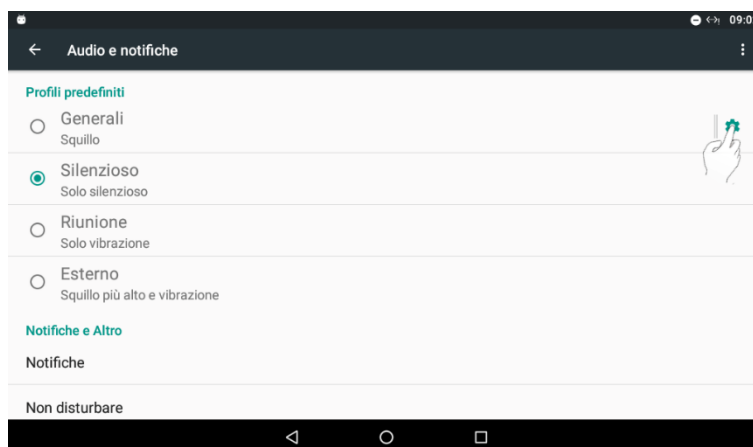 09:0
Audio e notifiche
Profili predefiniti
Generali
Squillo
Silenzioso
Solo silenzioso
Riunione
Solo vibrazione
Esterno
Squillo più alto e vibrazione
Notifiche e Altro
Notifiche
Non disturbare